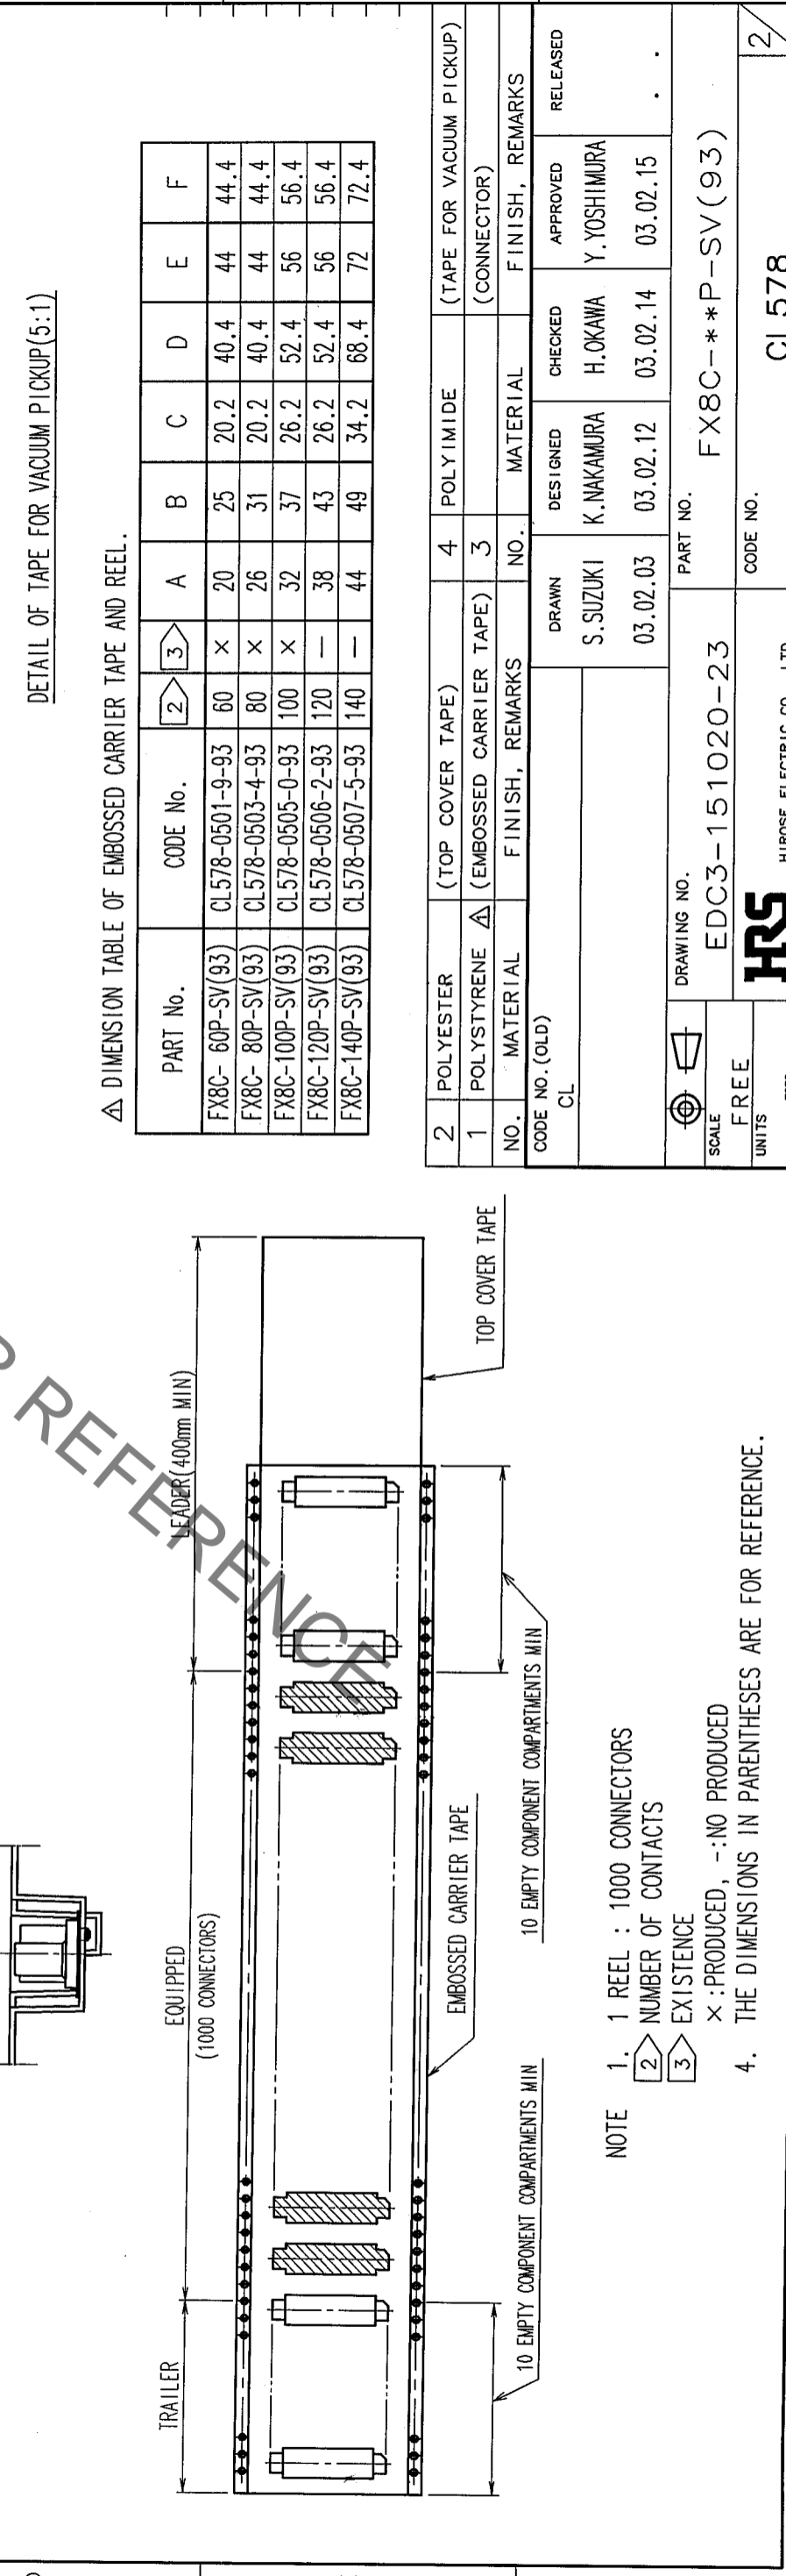 DETAIL OF TAPE FOR VACUUM PICKUP(5:1)
⚠ DIMENSION TABLE OF EMBOSSED CARRIER TAPE AND REEL.
PART No. CODE No. 2 3 A B C D E F
FX8C- 60P-SV(93) CL578-0501-9-93 60 × 20 25 20.2 40.4 44 44.4
FX8C- 80P-SV(93) CL578-0503-4-93 80 × 26 31 20.2 40.4 44 44.4
FX8C-100P-SV(93) CL578-0505-0-93 100 × 32 37 26.2 52.4 56 56.4
FX8C-120P-SV(93) CL578-0506-2-93 120 — 38 43 26.2 52.4 56 56.4
FX8C-140P-SV(93) CL578-0507-5-93 140 — 44 49 34.2 68.4 72 72.4
2 POLYESTER (TOP COVER TAPE) 4 POLYIMIDE (TAPE FOR VACUUM PICKUP)
1 POLYSTYRENE (EMBOSSED CARRIER TAPE) 3 (CONNECTOR)
NO. MATERIAL FINISH, REMARKS NO. MATERIAL FINISH, REMARKS
CODE NO.(OLD)
CL
DRAWN DESIGNED CHECKED APPROVED RELEASED
S.SUZUKI K.NAKAMURA H.OKAWA Y.YOSHIMURA
03.02.03 03.02.12 03.02.14 03.02.15 . .
DRAWING NO.
EDC3-151020-23
PART NO.
FX8C-**P-SV(93)
SCALE
FREE
UNITS
HRS
HIROSE ELECTRIC CO., LTD
CODE NO.
CL578
2/
REFERENCE
TRAILER
EQUIPPED
(1000 CONNECTORS)
LEADER(400mm MIN)
TOP COVER TAPE
EMBOSSED CARRIER TAPE
10 EMPTY COMPONENT COMPARTMENTS MIN
10 EMPTY COMPONENT COMPARTMENTS MIN
NOTE 1. 1 REEL : 1000 CONNECTORS
2 NUMBER OF CONTACTS
3 EXISTENCE
×:PRODUCED, -:NO PRODUCED
4. THE DIMENSIONS IN PARENTHESES ARE FOR REFERENCE.